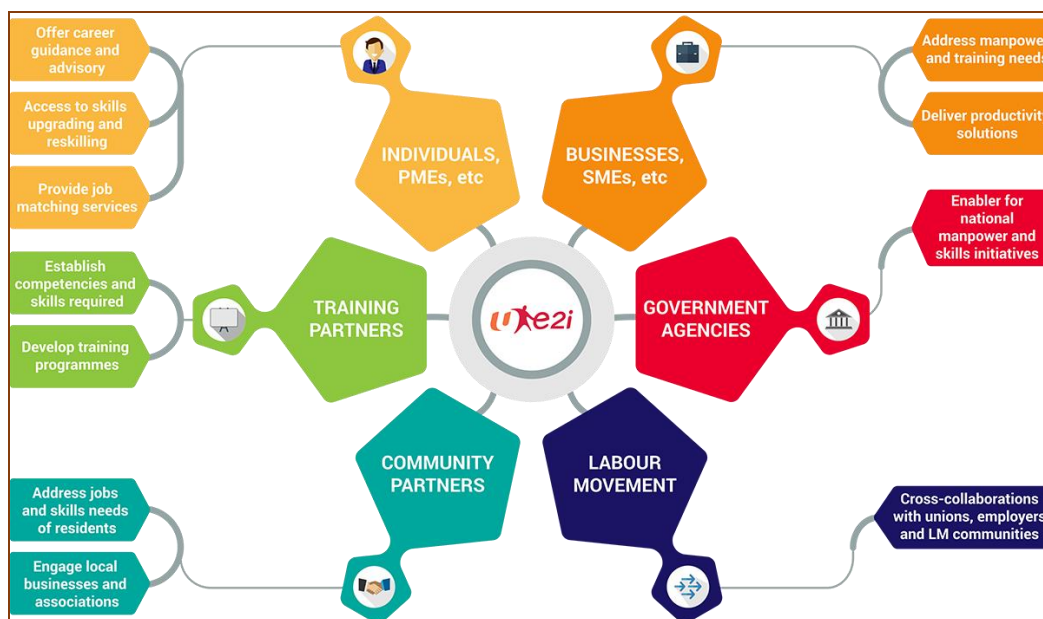 Offer career
guidance and
advisory
Access to skills
upgrading and
reskilling
Provide job
matching services
INDIVIDUALS,
PMEs, etc
BUSINESSES,
SMEs, etc
Address manpower
and training needs
Deliver productivity
solutions
Enabler for
national
manpower and
skills initiatives
Establish
competencies and
skills required
Develop training
programmes
TRAINING
PARTNERS
U e2i
GOVERNMENT
AGENCIES
COMMUNITY
PARTNERS
LABOUR
MOVEMENT
Address jobs
and skills needs
of residents
Engage local
businesses and
associations
Cross-collaborations
with unions, employers
and LM communities